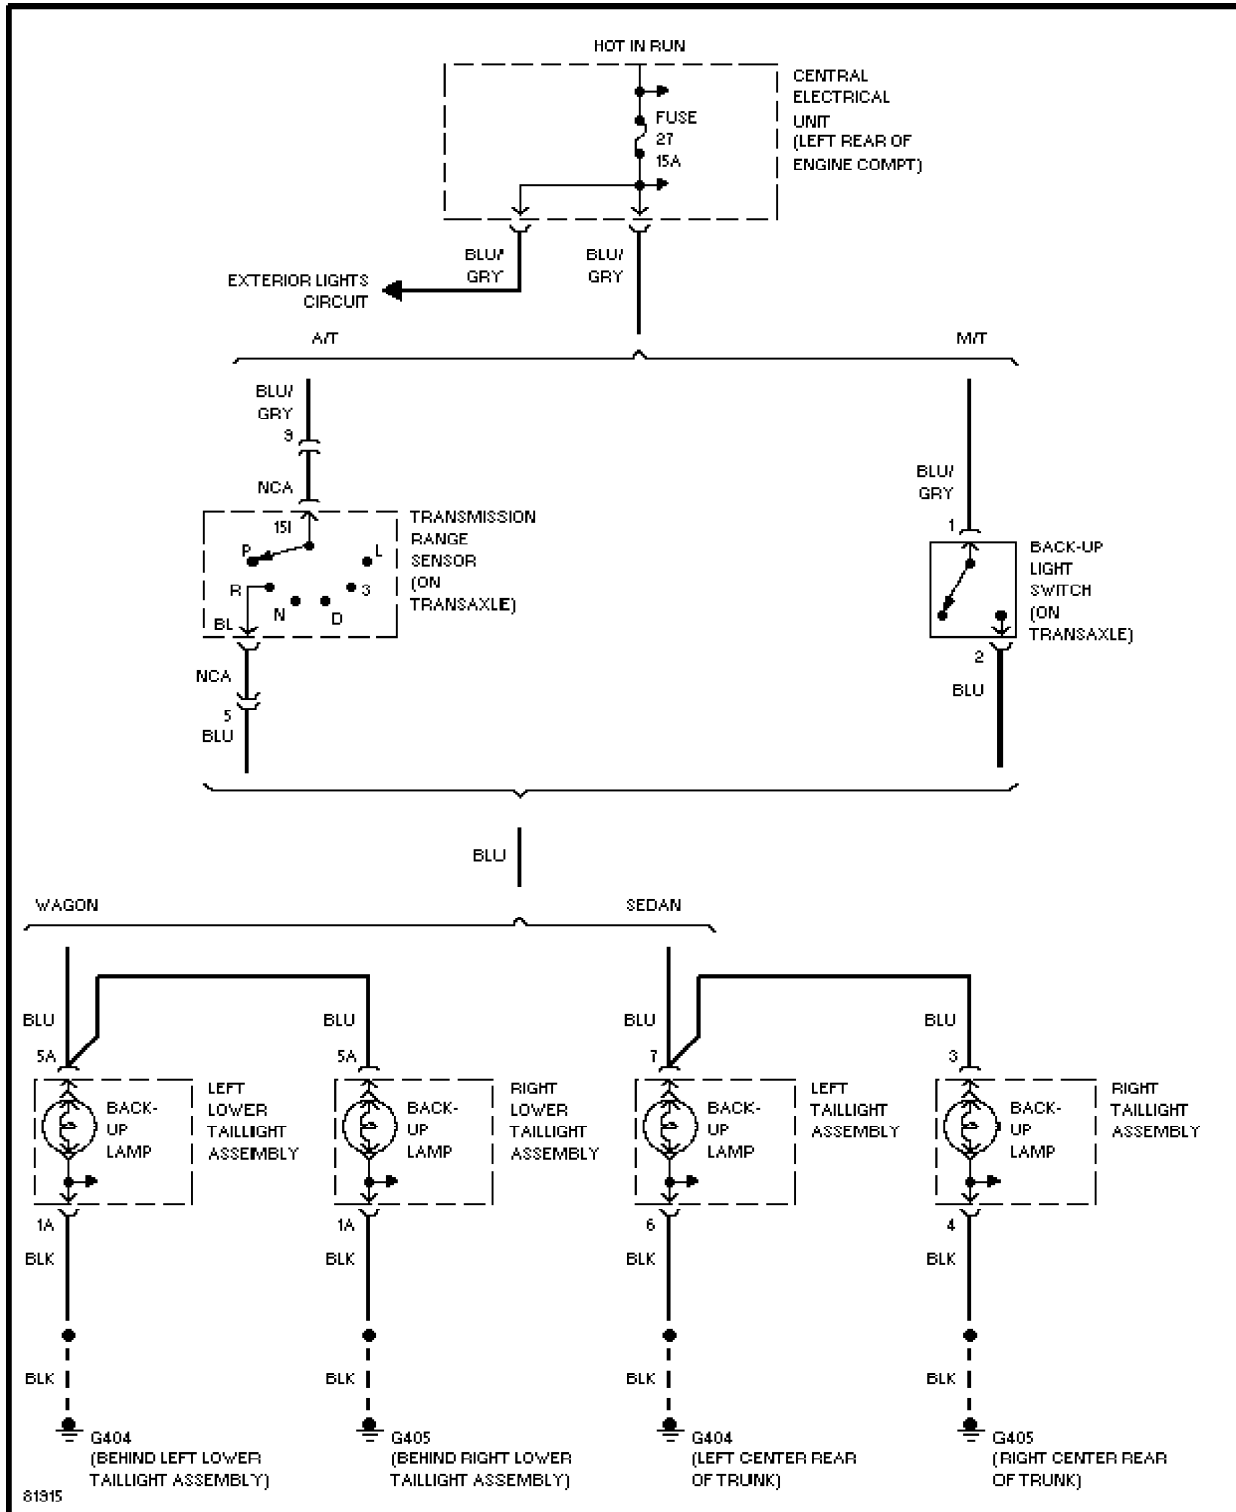 HOT IN RUN
CENTRAL
ELECTRICAL
UNIT
(LEFT REAR OF
ENGINE COMPT)
FUSE
27
15A
BLU/
GRY
BLU/
GRY
EXTERIOR LIGHTS
CIRCUIT
A/T
M/T
BLU/
GRY
9
NCA
BLU/
GRY
1
TRANSMISSION
RANGE
SENSOR
(ON
TRANSAXLE)
15I
P
L
R
3
N
D
BL
BACK-UP
LIGHT
SWITCH
(ON
TRANSAXLE)
NCA
5
BLU
2
BLU
BLU
WAGON
SEDAN
BLU
BLU
BLU
BLU
5A
5A
7
3
LEFT
LOWER
TAILLIGHT
ASSEMBLY
BACK-
UP
LAMP
RIGHT
LOWER
TAILLIGHT
ASSEMBLY
BACK-
UP
LAMP
LEFT
TAILLIGHT
ASSEMBLY
BACK-
UP
LAMP
RIGHT
TAILLIGHT
ASSEMBLY
BACK-
UP
LAMP
1A
1A
6
4
BLK
BLK
BLK
BLK
BLK
BLK
BLK
BLK
G404
(BEHIND LEFT LOWER
TAILLIGHT ASSEMBLY)
G405
(BEHIND RIGHT LOWER
TAILLIGHT ASSEMBLY)
G404
(LEFT CENTER REAR
OF TRUNK)
G405
(RIGHT CENTER REAR
OF TRUNK)
81915